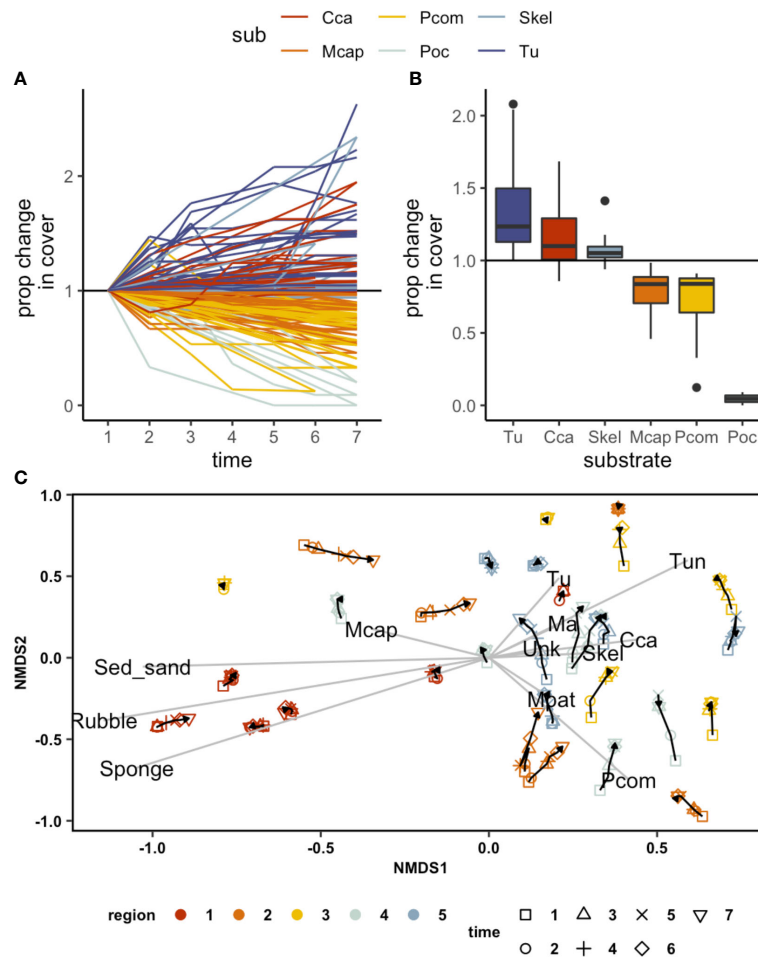 sub
Cca Pcom Skel
Mcap Poc Tu
A
B
prop change
in cover
2
1
0
1 2 3 4 5 6 7
time
prop change
in cover
2.0
1.5
1.0
0.5
0.0
Tu Cca Skel Mcap Pcom Poc
substrate
C
1.0
0.5
0.0
-0.5
-1.0
NMDS2
Tun
Tu
Ma
Mcap
Cca
Unk
Skel
Sed_sand
Mpat
Rubble
Sponge
Pcom
-1.0 -0.5 0.0 0.5
NMDS1
region 1 2 3 4 5
time
1 3 5 7
2 4 6